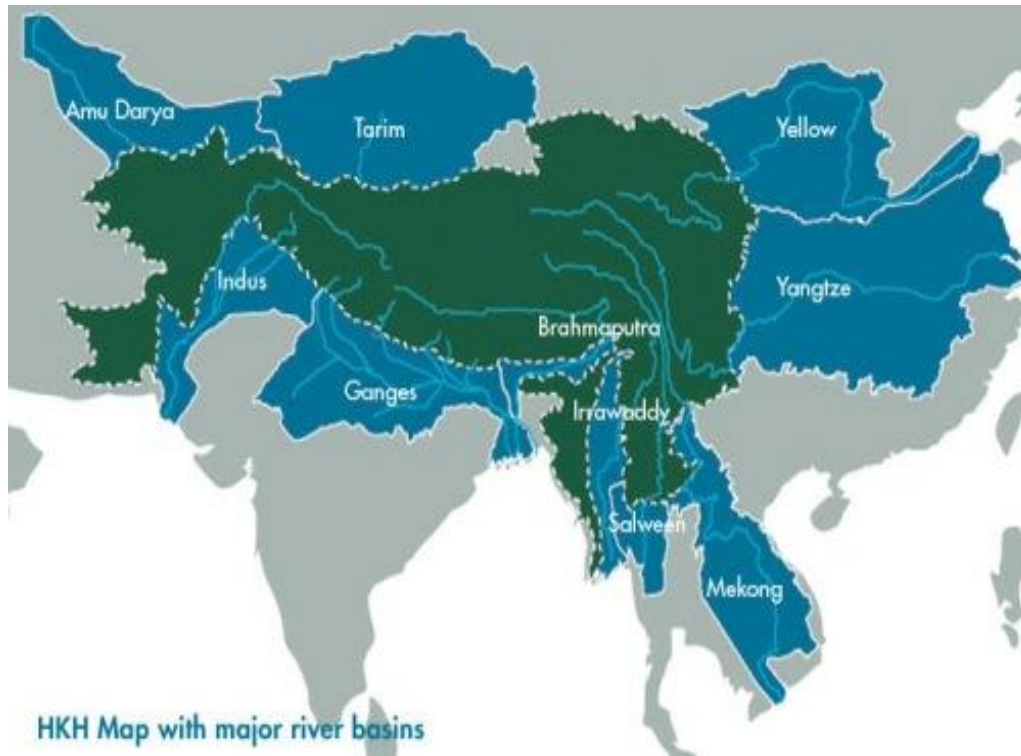 Amu Darya
Tarim
Yellow
Indus
Yangtze
Brahmaputra
Ganges
Irrawaddy
Salween
Mekong
HKH Map with major river basins